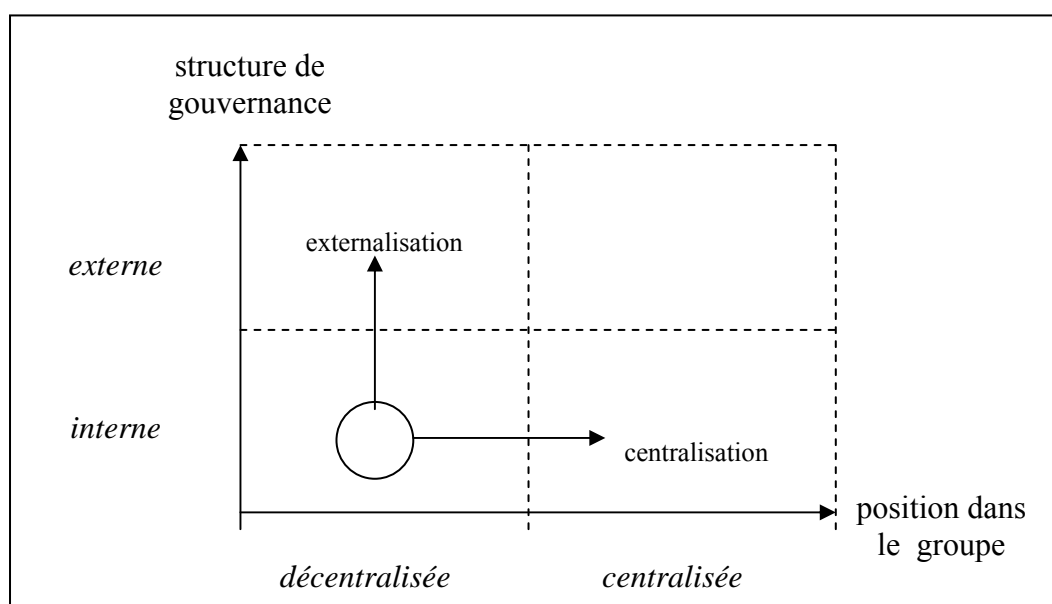 structure de
gouvernance
externalisation
externe
interne
centralisation
position dans
le groupe
décentralisée
centralisée